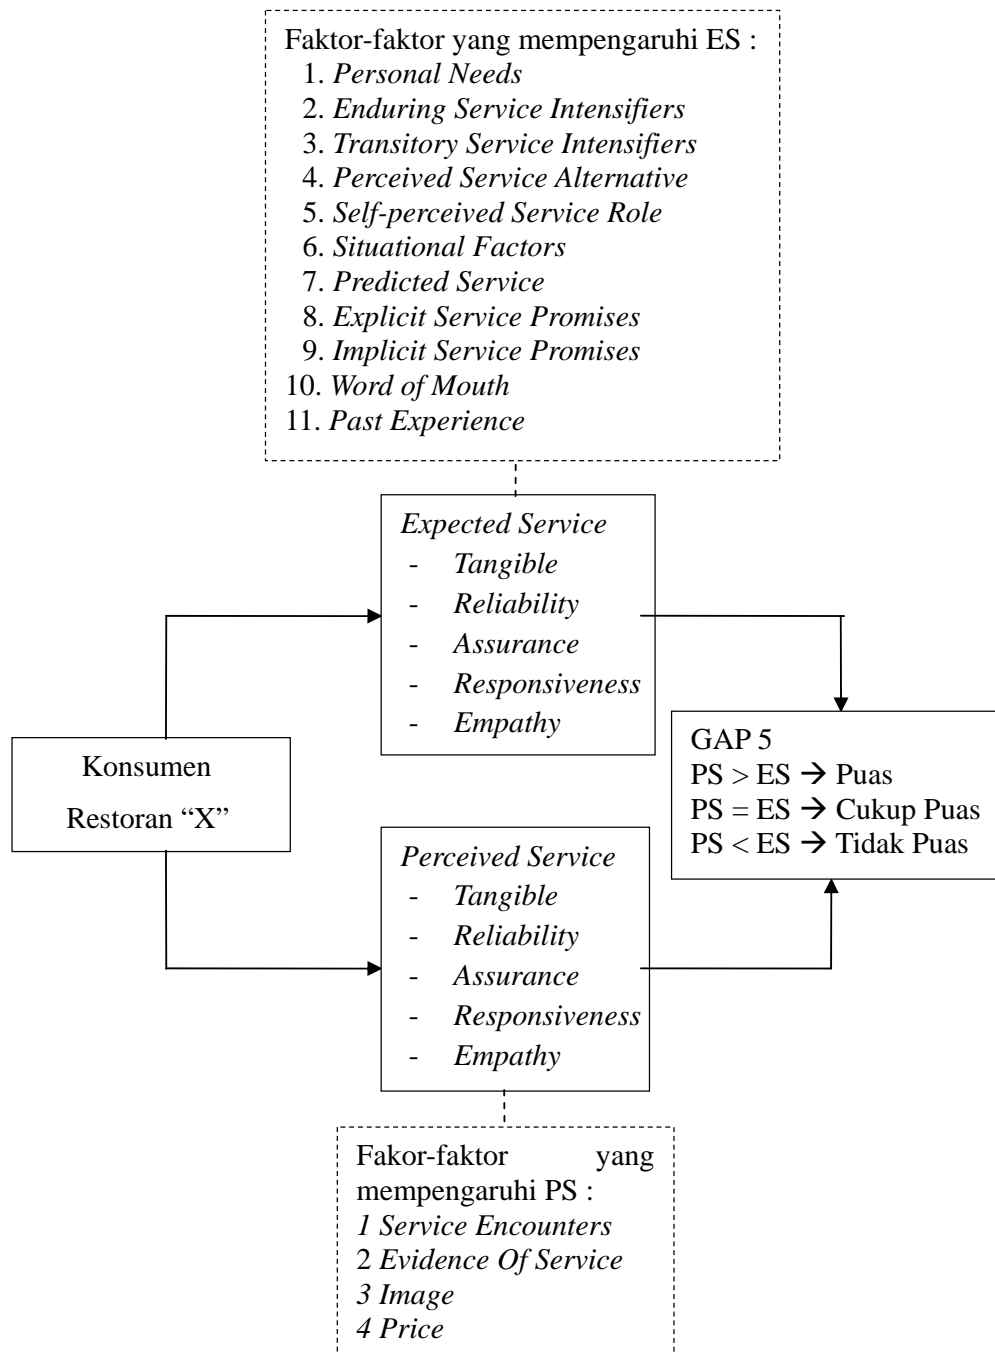 Faktor-faktor yang mempengaruhi ES :
1. Personal Needs
2. Enduring Service Intensifiers
3. Transitory Service Intensifiers
4. Perceived Service Alternative
5. Self-perceived Service Role
6. Situational Factors
7. Predicted Service
8. Explicit Service Promises
9. Implicit Service Promises
10. Word of Mouth
11. Past Experience
Expected Service
- Tangible
- Reliability
- Assurance
- Responsiveness
- Empathy
Konsumen
Restoran “X”
GAP 5
PS > ES → Puas
PS = ES → Cukup Puas
PS < ES → Tidak Puas
Perceived Service
- Tangible
- Reliability
- Assurance
- Responsiveness
- Empathy
Fakor-faktor yang
mempengaruhi PS :
1 Service Encounters
2 Evidence Of Service
3 Image
4 Price